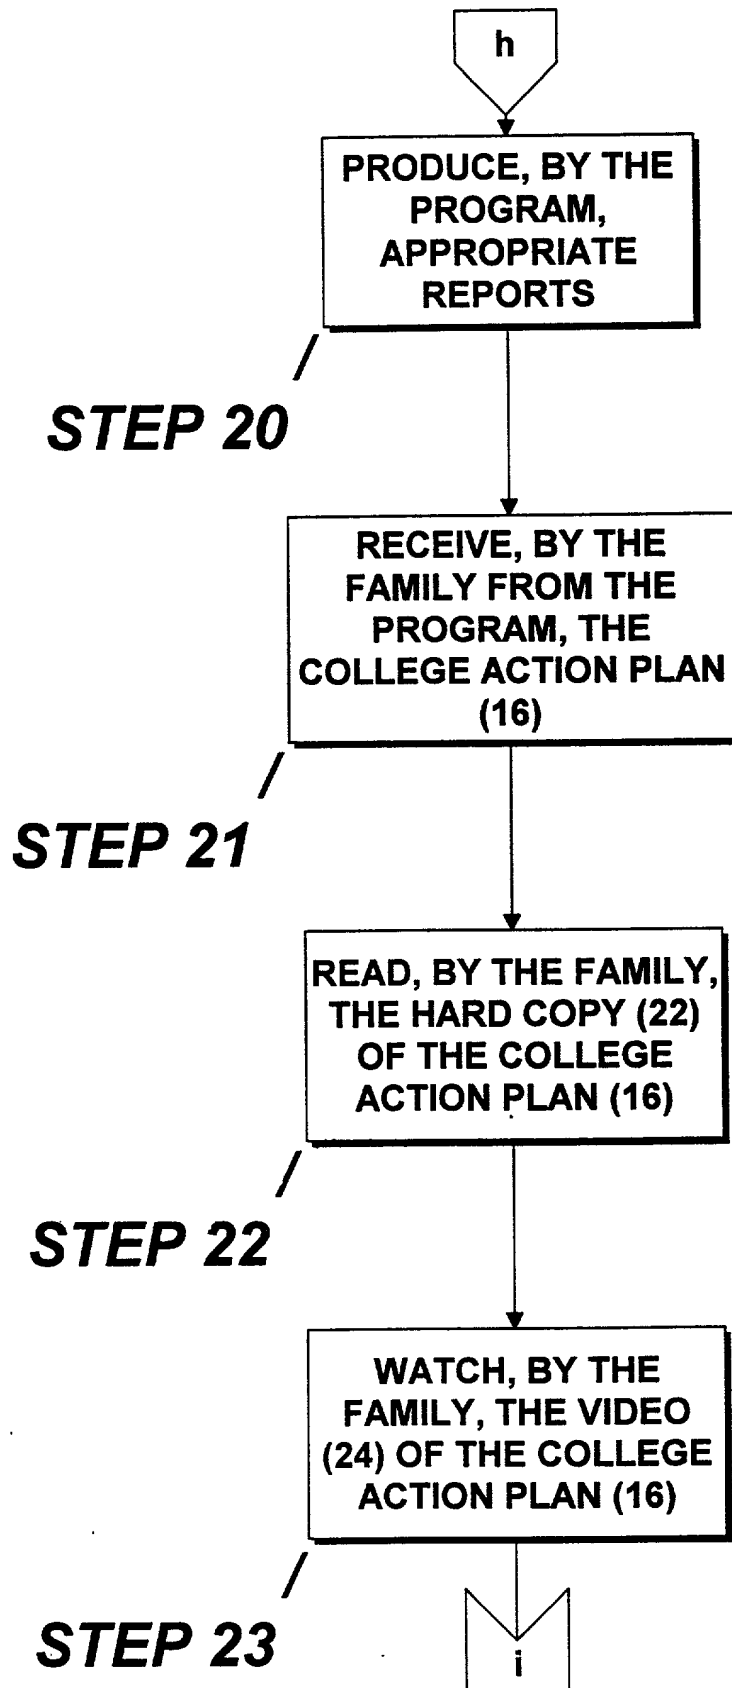 h
PRODUCE, BY THE
PROGRAM,
APPROPRIATE
REPORTS
STEP 20
RECEIVE, BY THE
FAMILY FROM THE
PROGRAM, THE
COLLEGE ACTION PLAN
(16)
STEP 21
READ, BY THE FAMILY,
THE HARD COPY (22)
OF THE COLLEGE
ACTION PLAN (16)
STEP 22
WATCH, BY THE
FAMILY, THE VIDEO
(24) OF THE COLLEGE
ACTION PLAN (16)
STEP 23
i